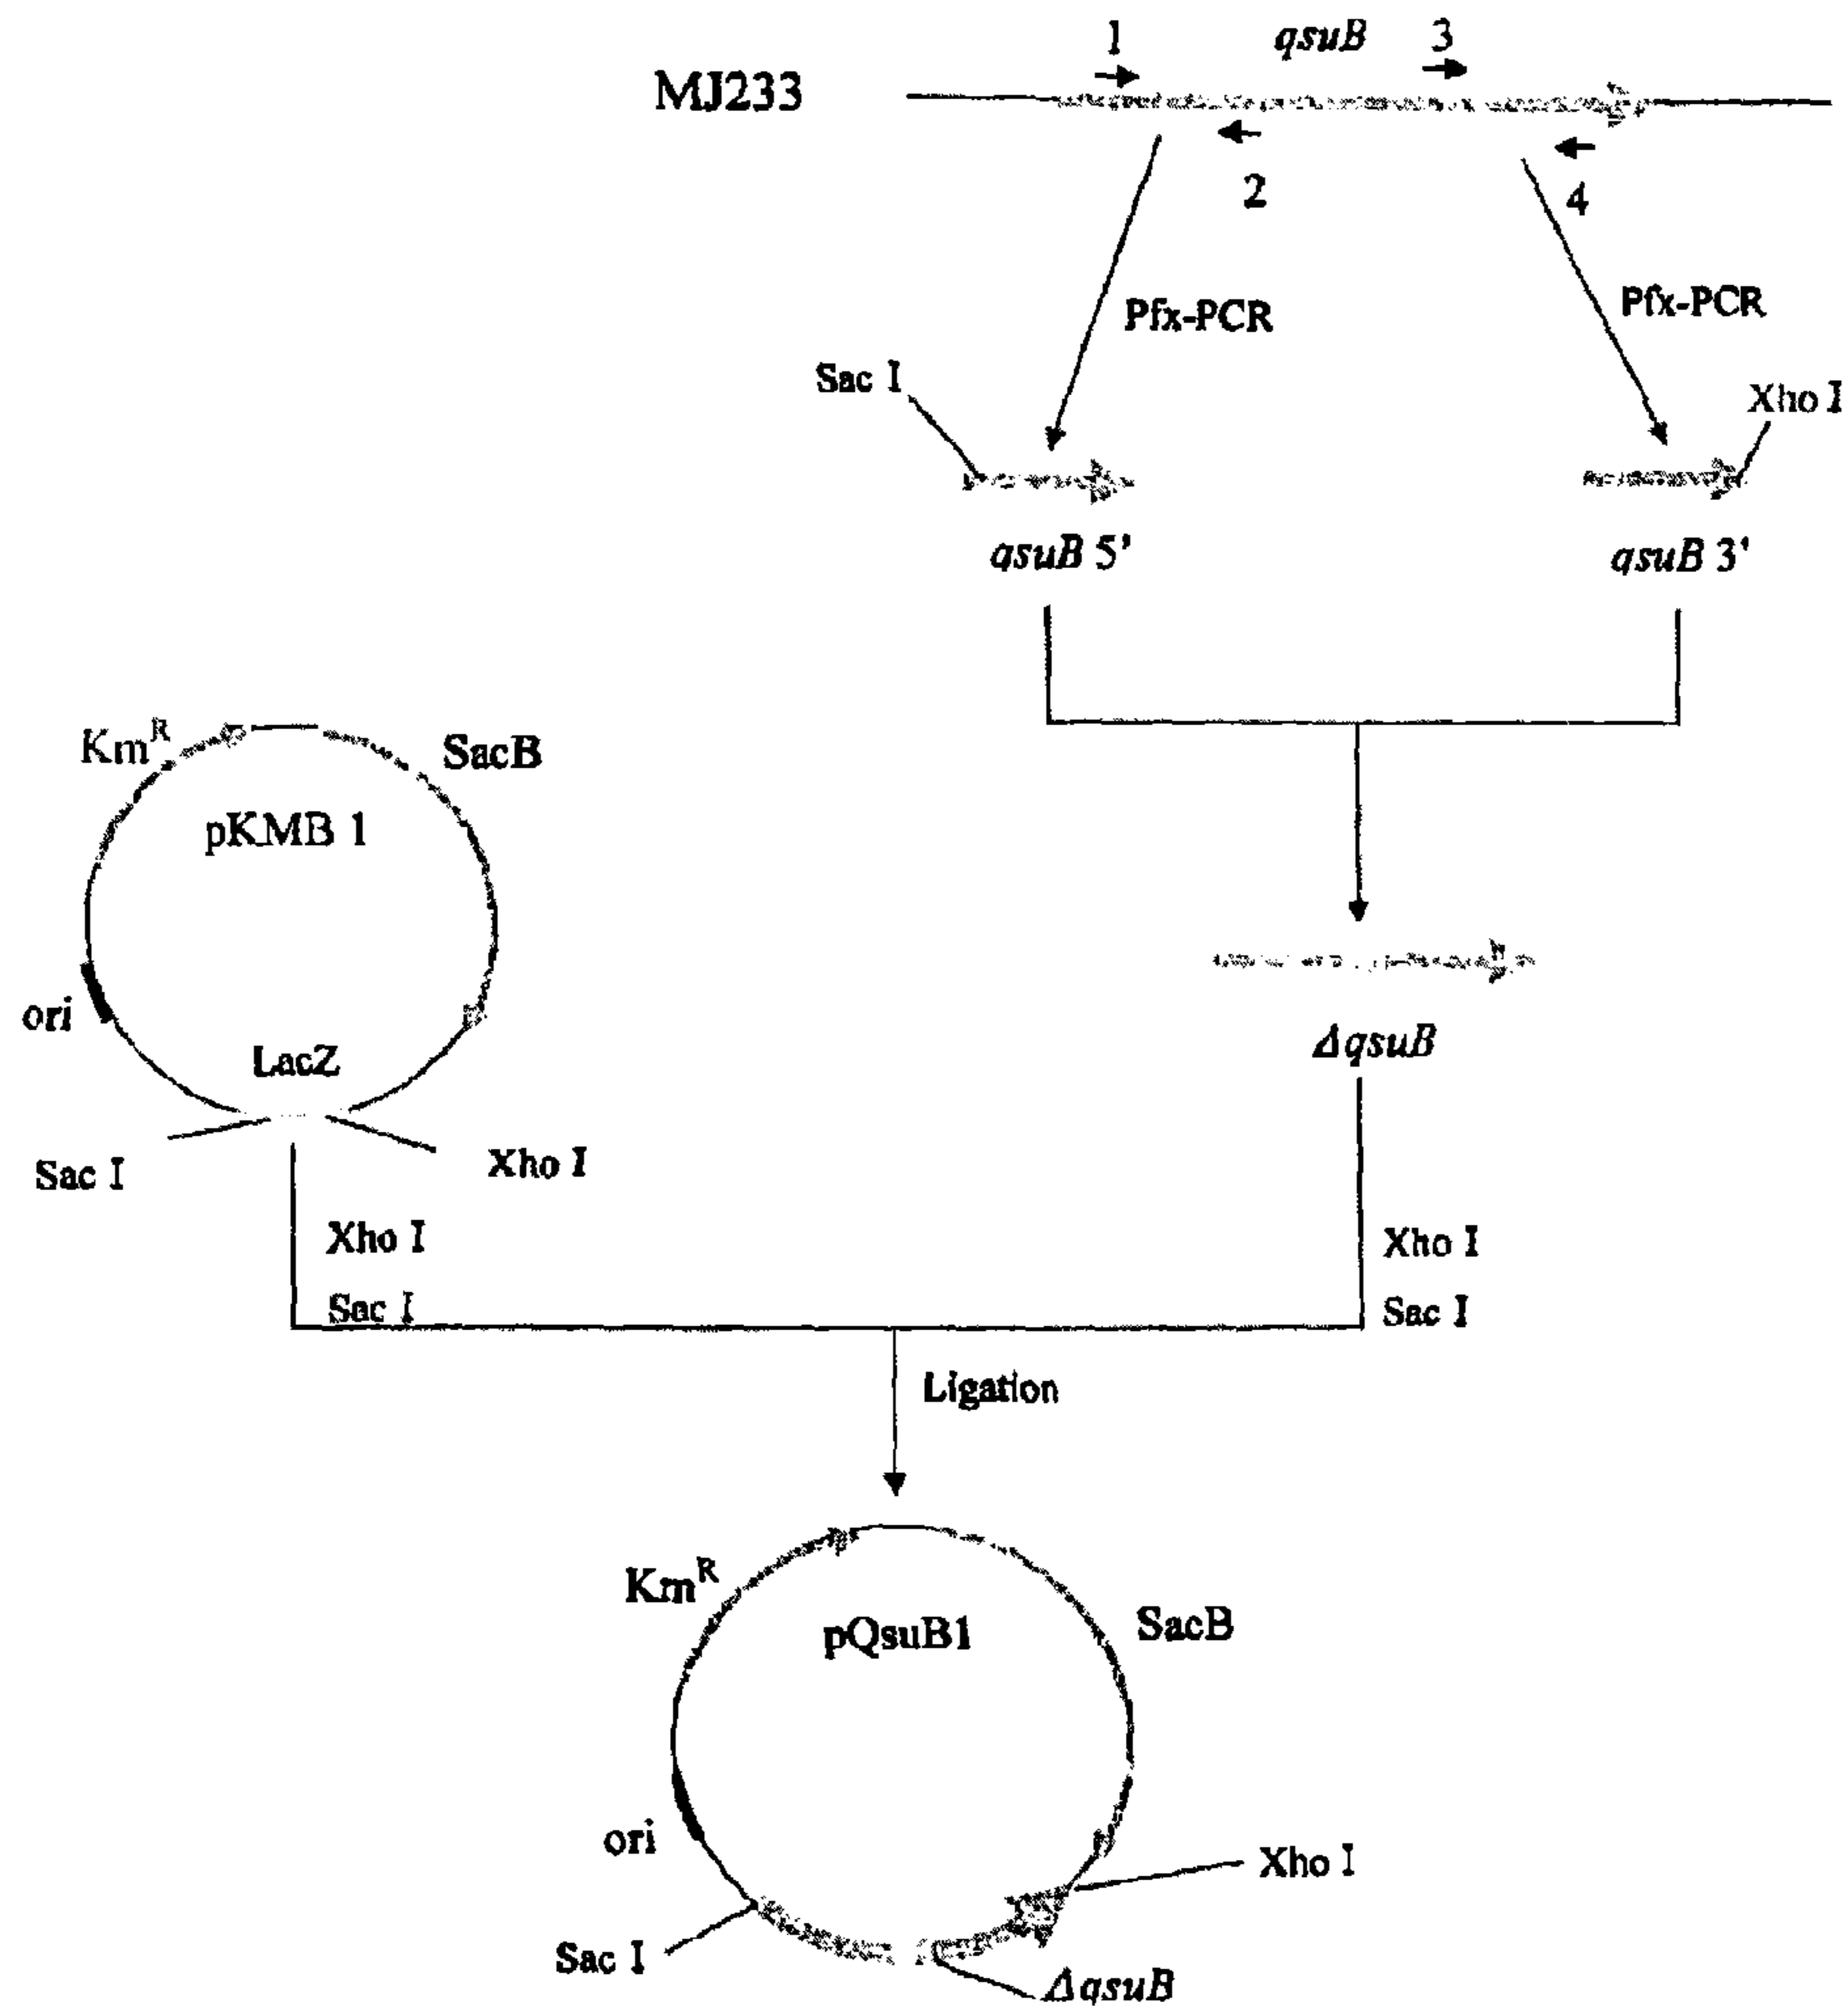 1
qsuB
3
MJ233
2
4
Pfx-PCR
Pfx-PCR
Sac I
Xho I
qsuB 5'
qsuB 3'
Km^R
SacB
pKMB 1
ori
LacZ
ΔqsuB
Sac I
Xho I
Xho I
Sac I
Xho I
Sac I
Ligation
Km^R
SacB
pQsuB1
ori
Xho I
Sac I
ΔqsuB